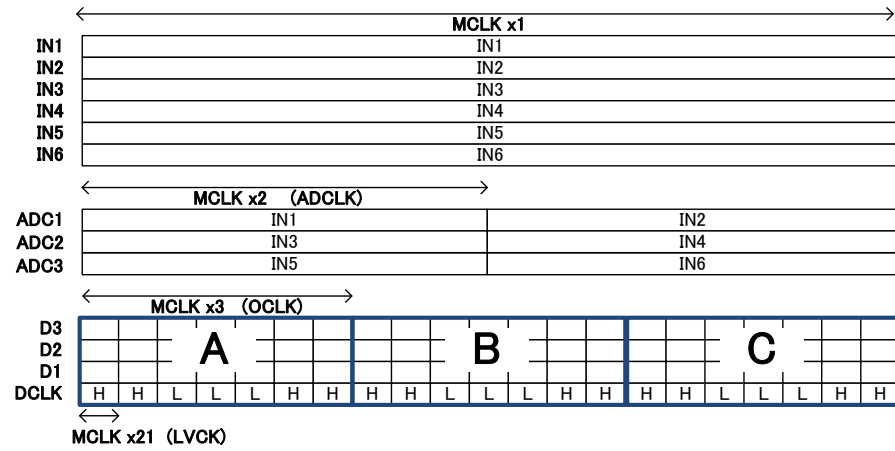 MCLK x1
IN1 IN1
IN2 IN2
IN3 IN3
IN4 IN4
IN5 IN5
IN6 IN6
MCLK x2 (ADCLK)
ADC1 IN1 IN2
ADC2 IN3 IN4
ADC3 IN5 IN6
MCLK x3 (OCLK)
D3
D2 A B C
D1
DCLK H H L L L H H H H L L L H H H H L L L H H
MCLK x21 (LVCK)